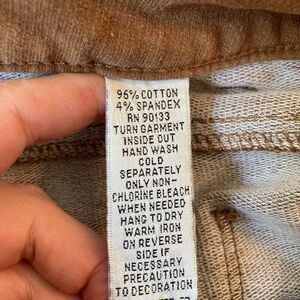 96% COTTON
4% SPANDEX
RN 90133
TURN GARMENT
INSIDE OUT
HAND WASH
COLD
SEPARATELY
ONLY NON-
CHLORINE BLEACH
WHEN NEEDED
HANG TO DRY
WARM IRON
ON REVERSE
SIDE IF
NECESSARY
PRECAUTION
TO DECORATION